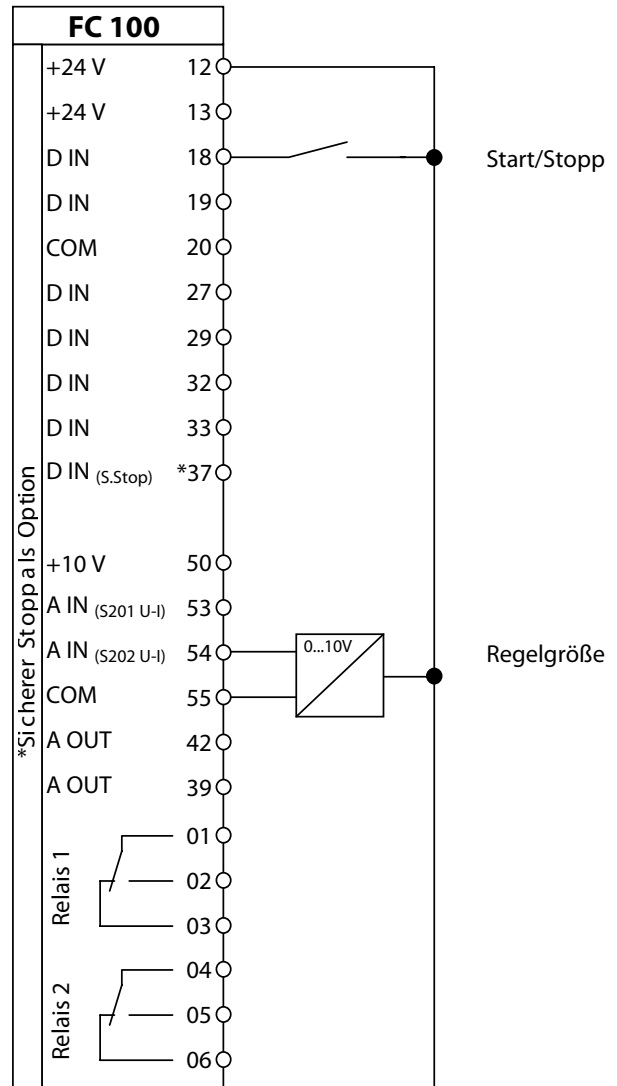 FC 100
+24 V 12
+24 V 13
D IN 18 Start/Stopp
D IN 19
COM 20
D IN 27
D IN 29
D IN 32
D IN 33
D IN (S.Stop) *37
+10 V 50
A IN (S201 U-I) 53
A IN (S202 U-I) 54 0...10V Regelgröße
COM 55
A OUT 42
A OUT 39
*Sicherer Stopp als Option
Relais 1
01
02
03
Relais 2
04
05
06